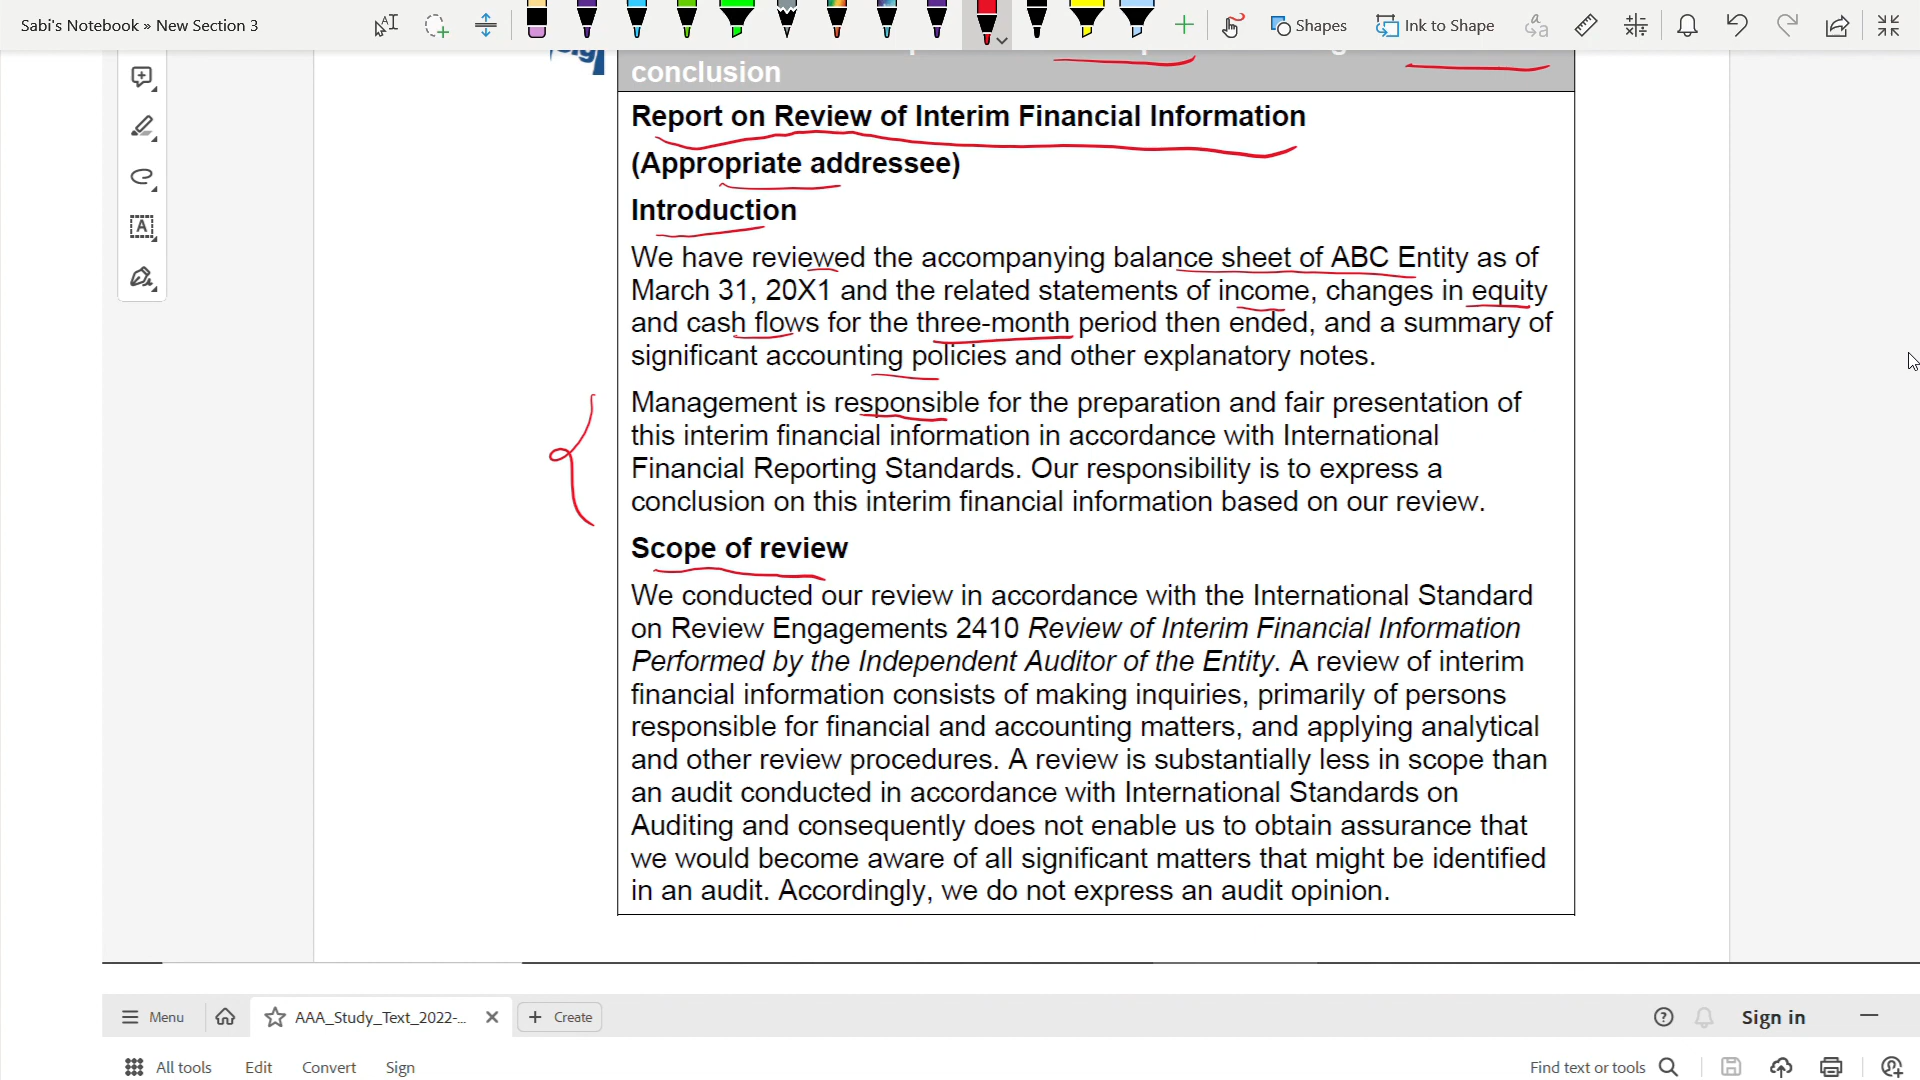 Sabi's Notebook » New Section 3
Shapes
Ink to Shape
conclusion
Report on Review of Interim Financial Information
(Appropriate addressee)
Introduction
We have reviewed the accompanying balance sheet of ABC Entity as of
March 31, 20X1 and the related statements of income, changes in equity
and cash flows for the three-month period then ended, and a summary of
significant accounting policies and other explanatory notes.
Management is responsible for the preparation and fair presentation of
this interim financial information in accordance with International
Financial Reporting Standards. Our responsibility is to express a
conclusion on this interim financial information based on our review.
Scope of review
We conducted our review in accordance with the International Standard
on Review Engagements 2410 Review of Interim Financial Information
Performed by the Independent Auditor of the Entity. A review of interim
financial information consists of making inquiries, primarily of persons
responsible for financial and accounting matters, and applying analytical
and other review procedures. A review is substantially less in scope than
an audit conducted in accordance with International Standards on
Auditing and consequently does not enable us to obtain assurance that
we would become aware of all significant matters that might be identified
in an audit. Accordingly, we do not express an audit opinion.
Menu
AAA_Study_Text_2022-...
Create
Sign in
All tools
Edit
Convert
Sign
Find text or tools